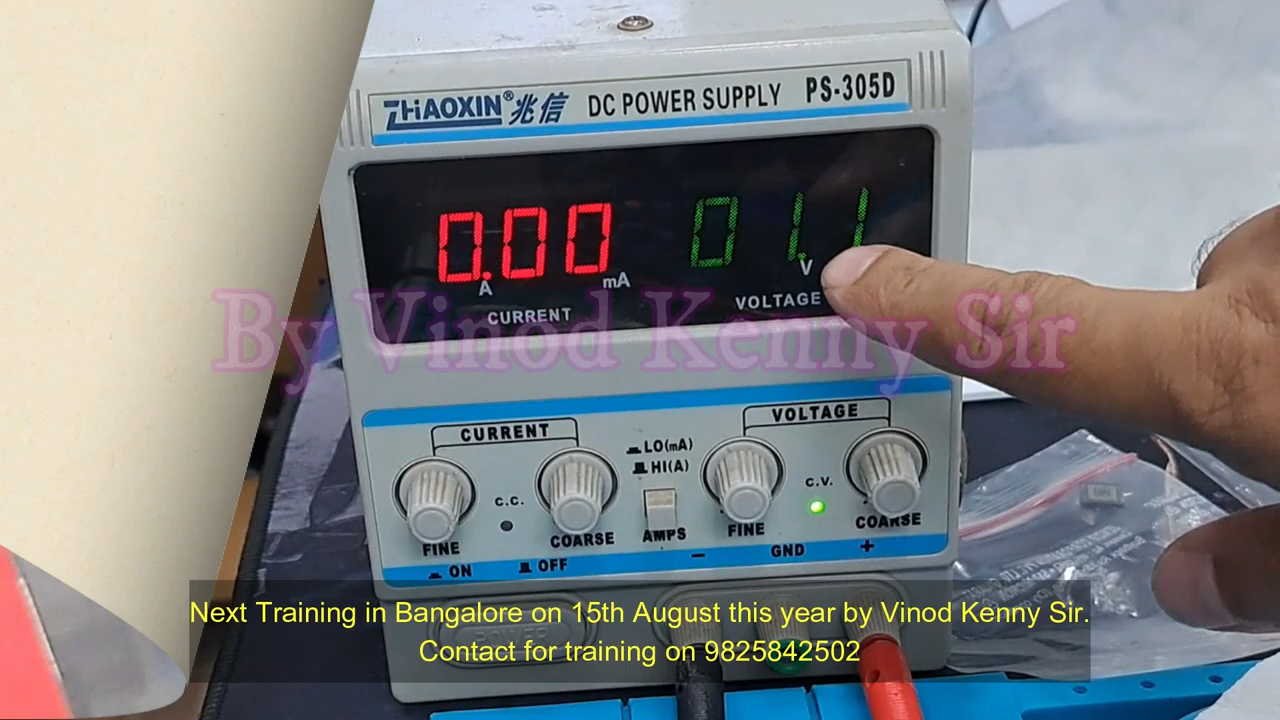 ZHAOXIN® 兆信 DC POWER SUPPLY PS-305D
0.00 01.1
A mA V
CURRENT VOLTAGE
By Vinod Kenny Sir
CURRENT VOLTAGE
LO(mA)
HI(A)
C.C. C.V.
FINE COARSE AMPS FINE COARSE
ON OFF − GND +
POWER
Next Training in Bangalore on 15th August this year by Vinod Kenny Sir.
Contact for training on 9825842502